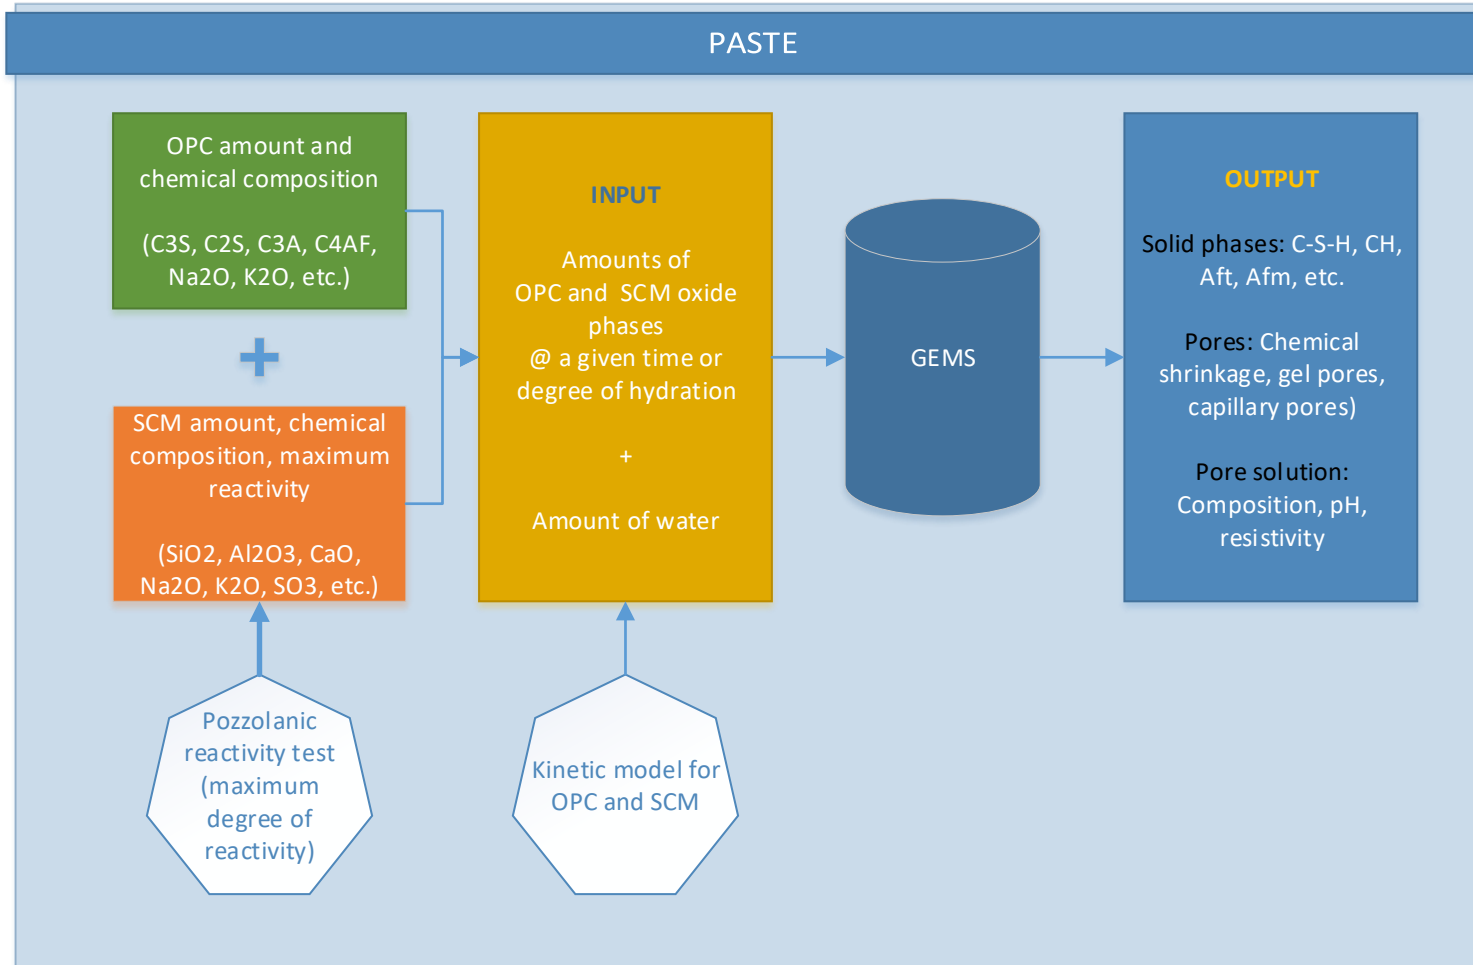 PASTE
OPC amount and
chemical composition
(C3S, C2S, C3A, C4AF,
Na2O, K2O, etc.)
+
SCM amount, chemical
composition, maximum
reactivity
(SiO2, Al2O3, CaO,
Na2O, K2O, SO3, etc.)
Pozzolanic
reactivity test
(maximum
degree of
reactivity)
INPUT
Amounts of
OPC and SCM oxide
phases
@ a given time or
degree of hydration
+
Amount of water
Kinetic model for
OPC and SCM
GEMS
OUTPUT
Solid phases: C-S-H, CH,
Aft, Afm, etc.
Pores: Chemical
shrinkage, gel pores,
capillary pores)
Pore solution:
Composition, pH,
resistivity